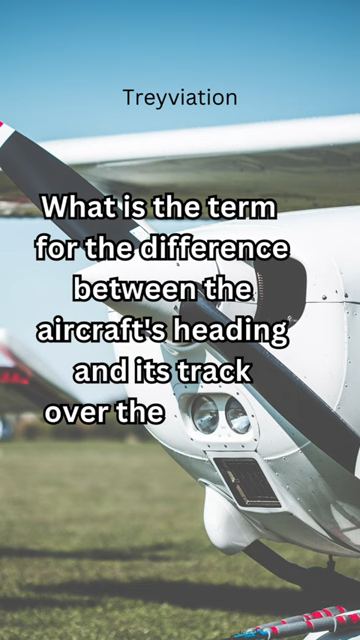 Treyviation
What is the term
for the difference
between the
aircraft's heading
and its track
over the